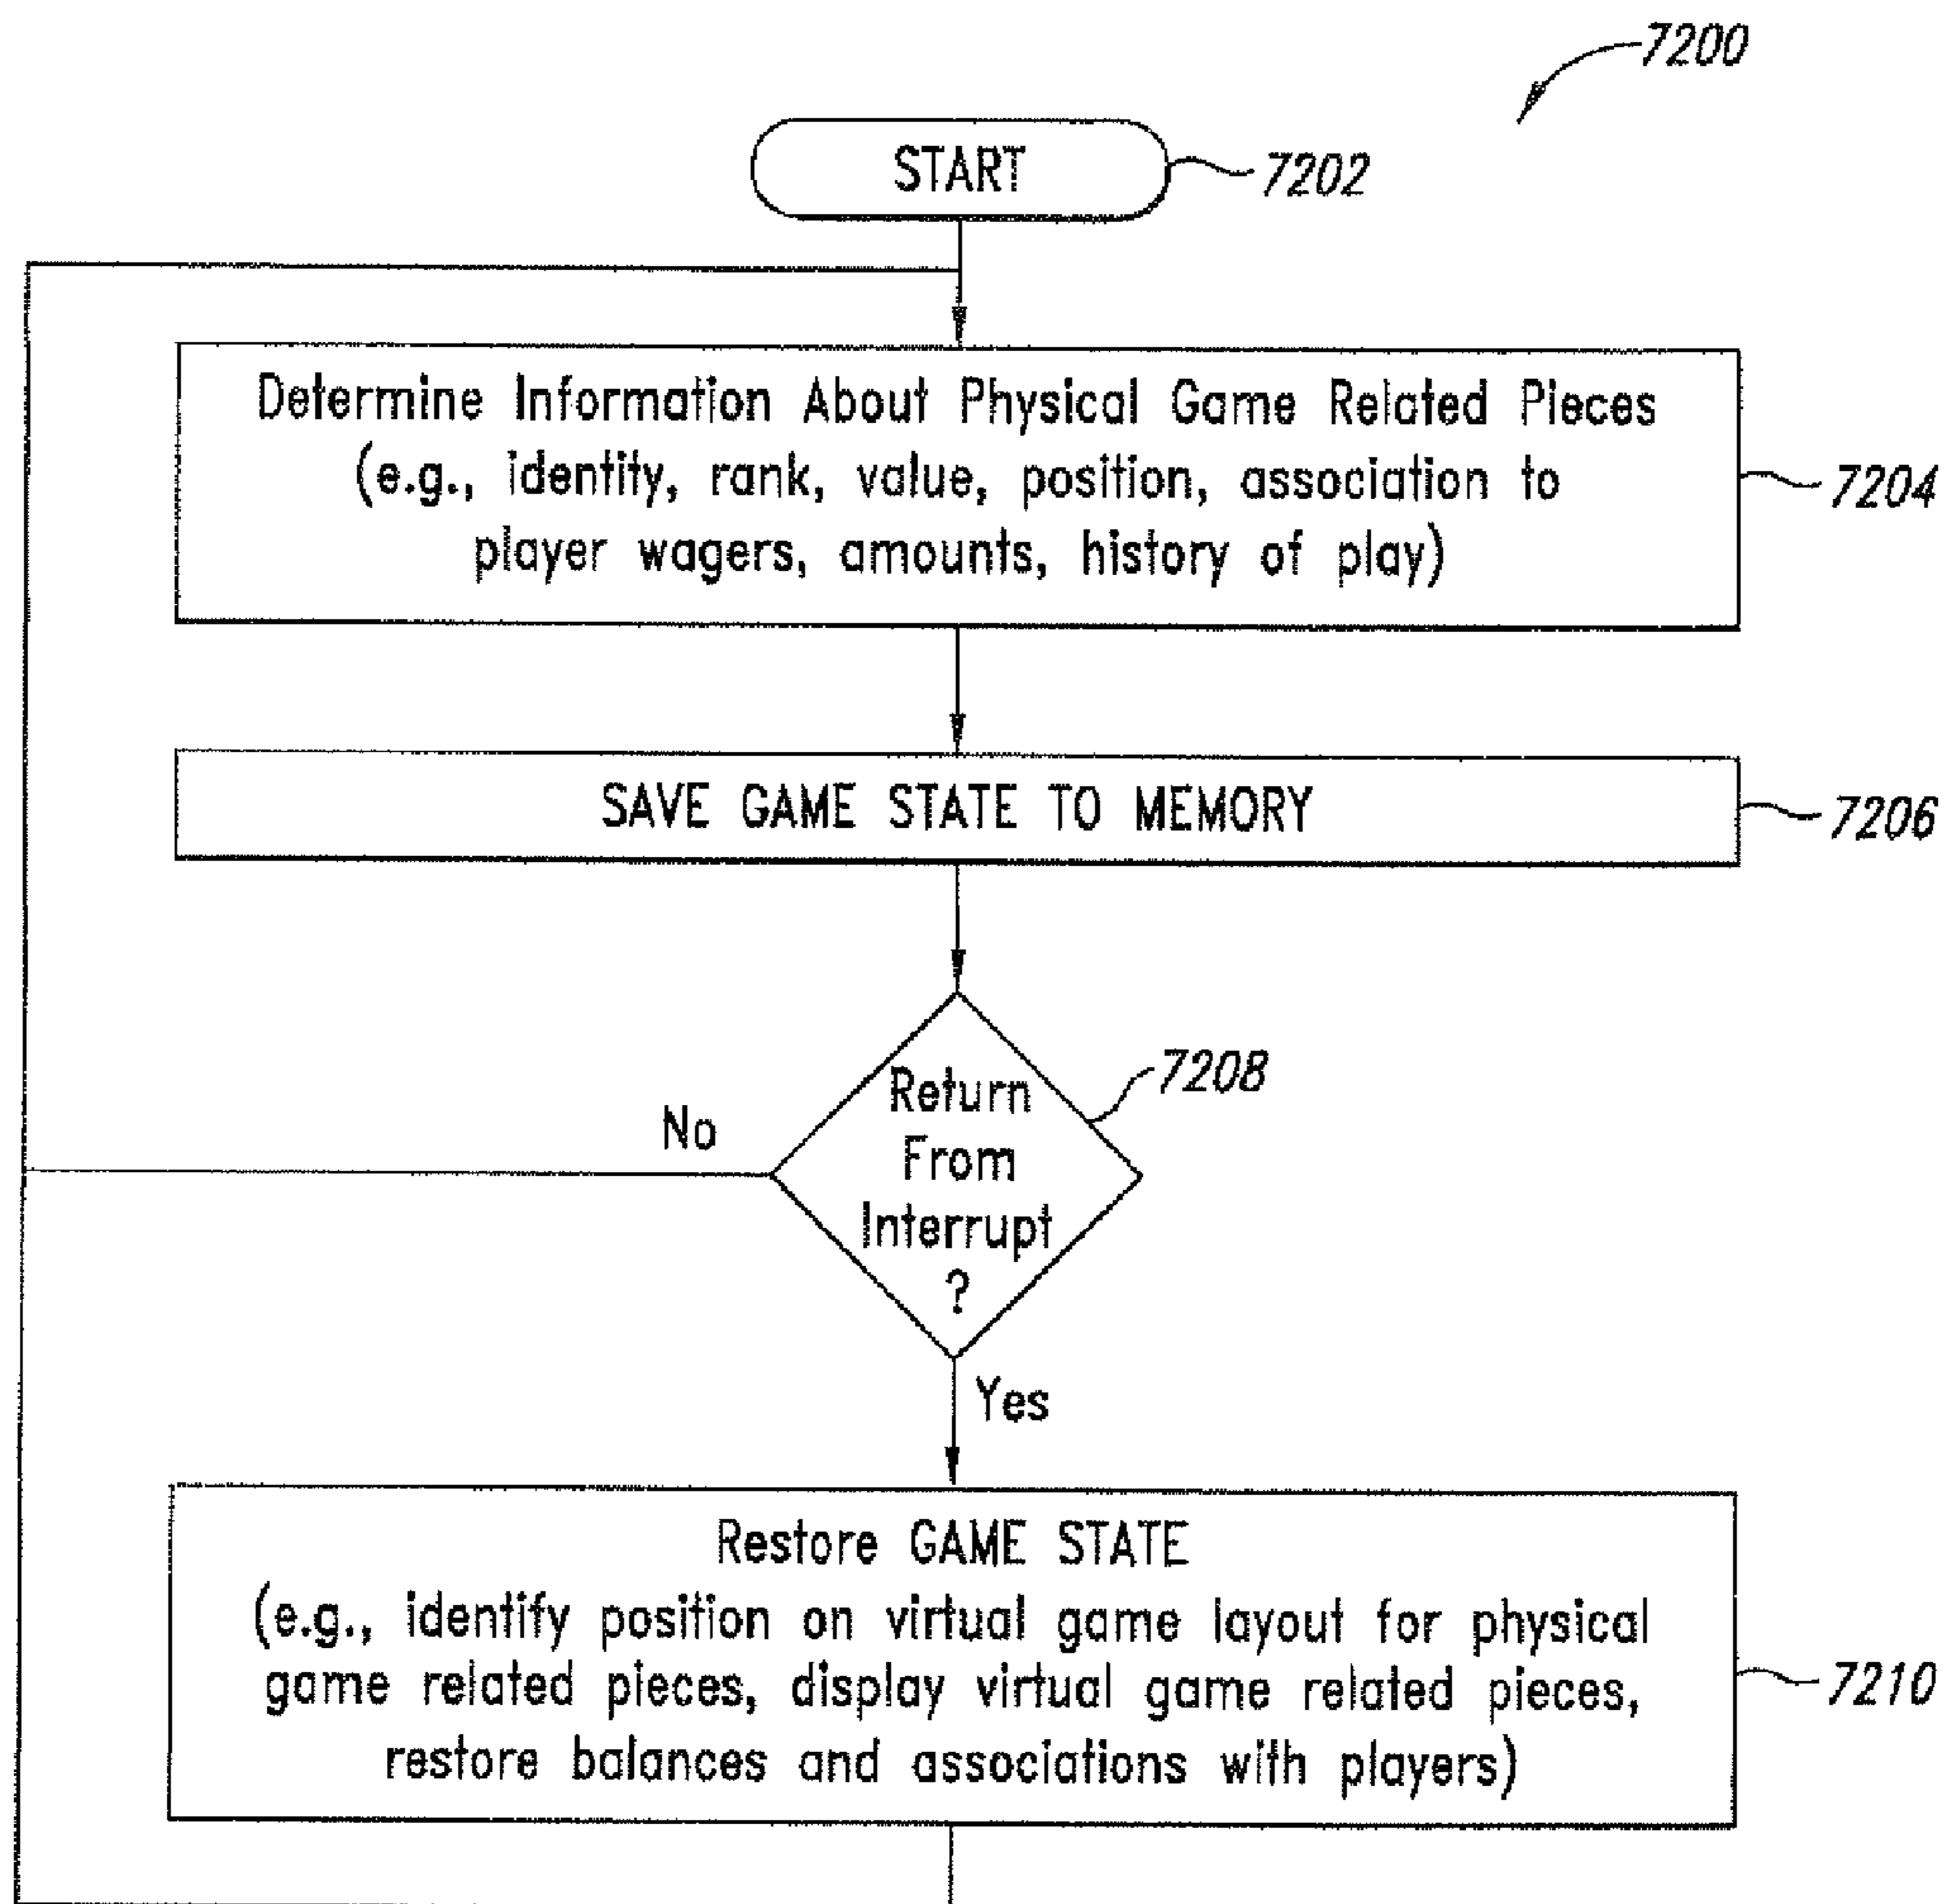 7200
START
7202
Determine Information About Physical Game Related Pieces
(e.g., identity, rank, value, position, association to
player wagers, amounts, history of play)
7204
SAVE GAME STATE TO MEMORY
7206
Return
From
Interrupt
?
7208
No
Yes
Restore GAME STATE
(e.g., identify position on virtual game layout for physical
game related pieces, display virtual game related pieces,
restore balances and associations with players)
7210